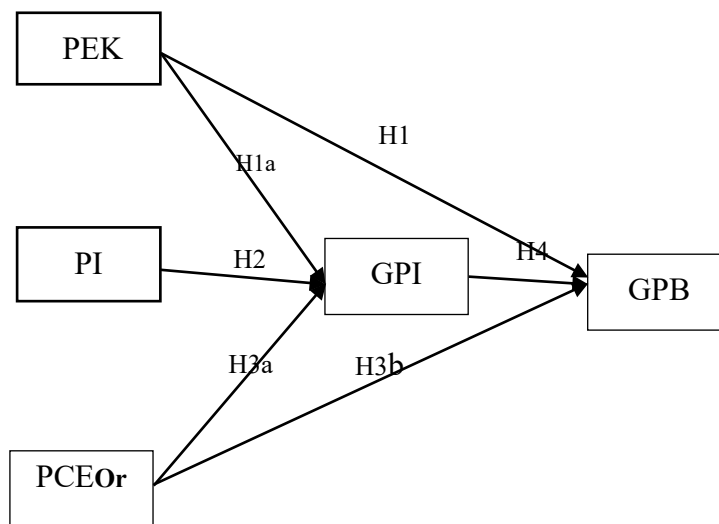 PEK
H1
H1a
PI
H2
GPI
H4
GPB
H3a
H3b
PCEOr